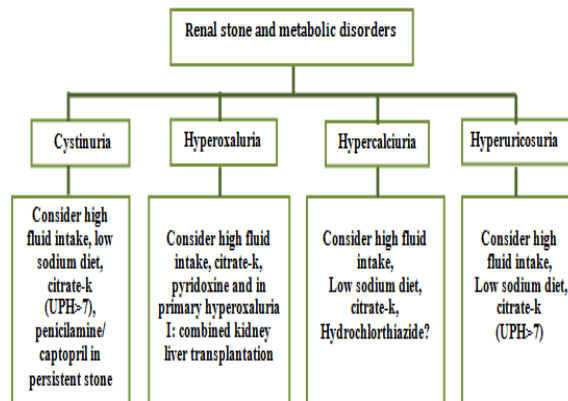 Renal stone and metabolic disorders
Cystinuria
Hyperoxaluria
Hypercalciuria
Hyperuricosuria
Consider high
fluid intake, low
sodium diet,
citrate-k
(UPH>7),
penicilamine/
captopril in
persistent stone
Consider high fluid
intake, citrate-k,
pyridoxine and in
primary hyperoxaluria
I: combined kidney
liver transplantation
Consider high fluid
intake,
Low sodium diet,
citrate-k,
Hydrochlorthiazide?
Consider high
fluid intake,
Low sodium diet,
citrate-k
(UPH>7)